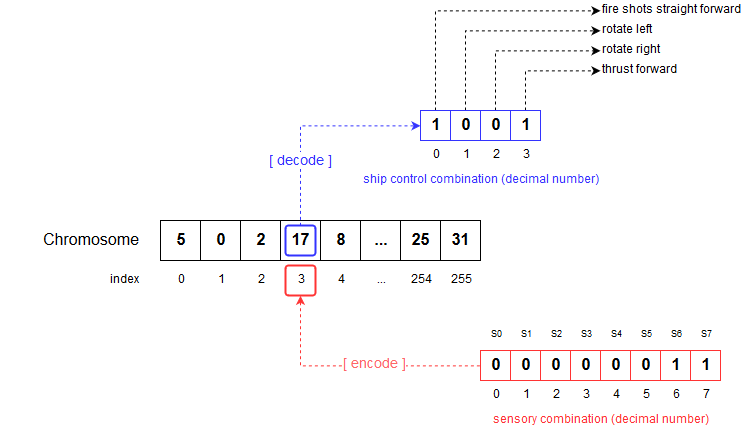 fire shots straight forward
rotate left
rotate right
thrust forward
1 0 0 1
0 1 2 3
[ decode ]
ship control combination (decimal number)
Chromosome 5 0 2 17 8 ... 25 31
index 0 1 2 3 4 ... 254 255
S0 S1 S2 S3 S4 S5 S6 S7
[ encode ] 0 0 0 0 0 0 1 1
0 1 2 3 4 5 6 7
sensory combination (decimal number)